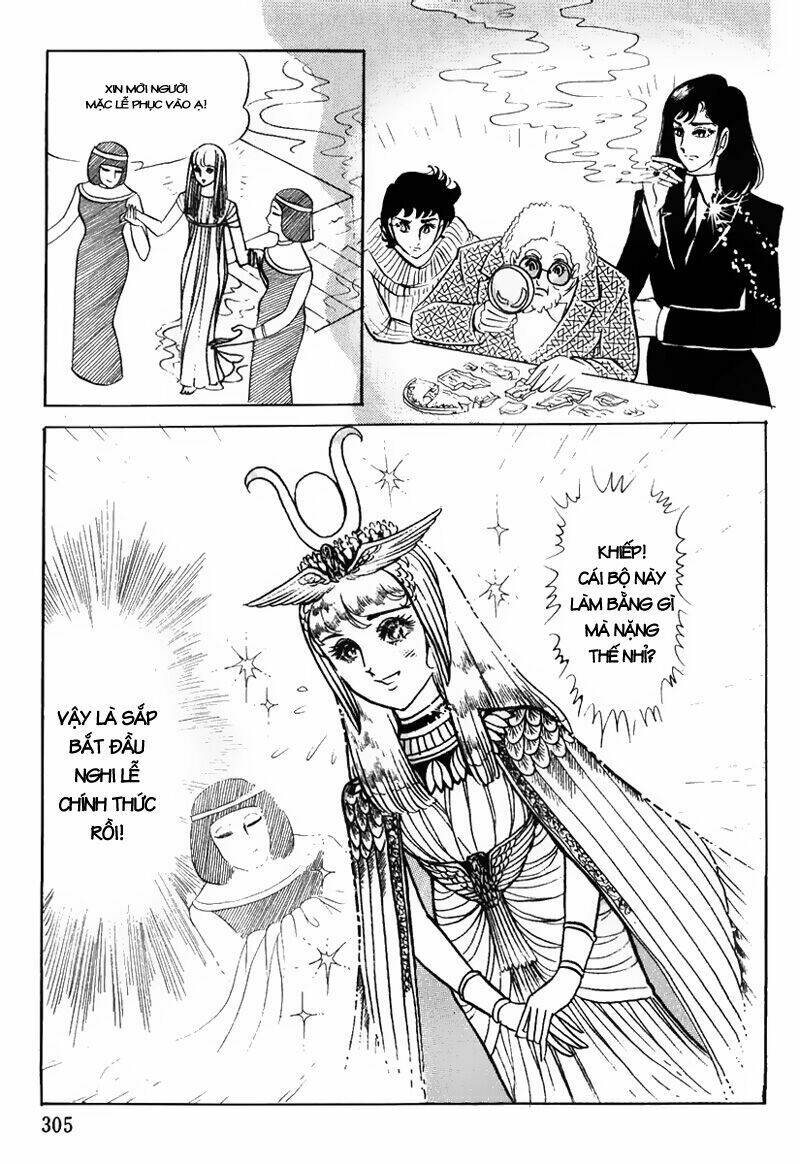 XIN MỜI NGƯỜI
MẶC LỄ PHỤC VÀO Ạ!
KHIẾP!
CÁI BỘ NÀY
LÀM BẰNG GÌ
MÀ NẶNG
THẾ NHỈ?
VẬY LÀ SẮP
BẮT ĐẦU
NGHI LỄ
CHÍNH THỨC
RỒI!
305